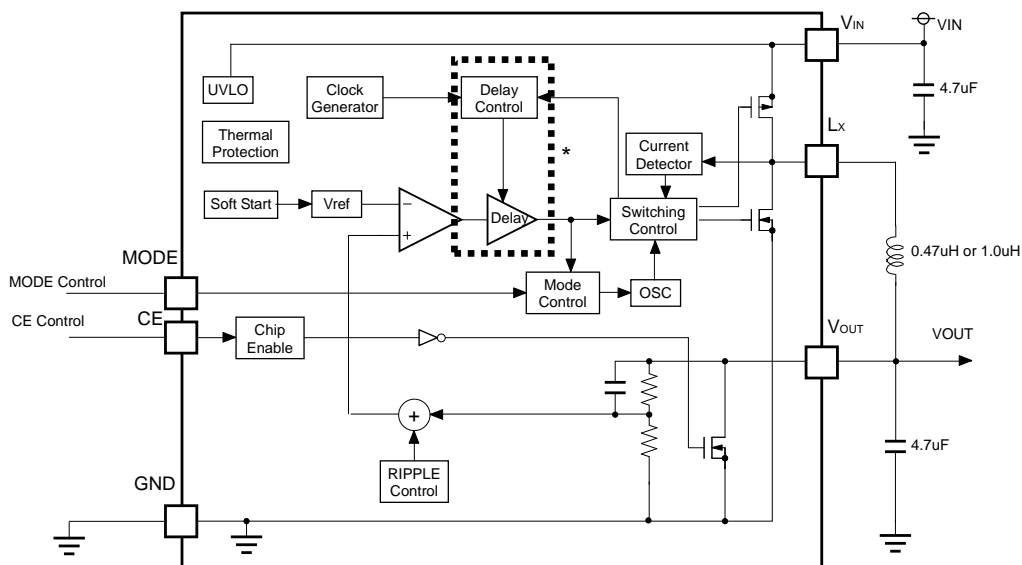 VIN
VIN
4.7uF
UVLO
Clock
Generator
Delay
Control
Thermal
Protection
*
Current
Detector
LX
Soft Start
Vref
−
+
Delay
Switching
Control
0.47uH or 1.0uH
MODE
MODE Control
Mode
Control
OSC
CE Control
CE
Chip
Enable
VOUT
VOUT
+
RIPPLE
Control
4.7uF
GND